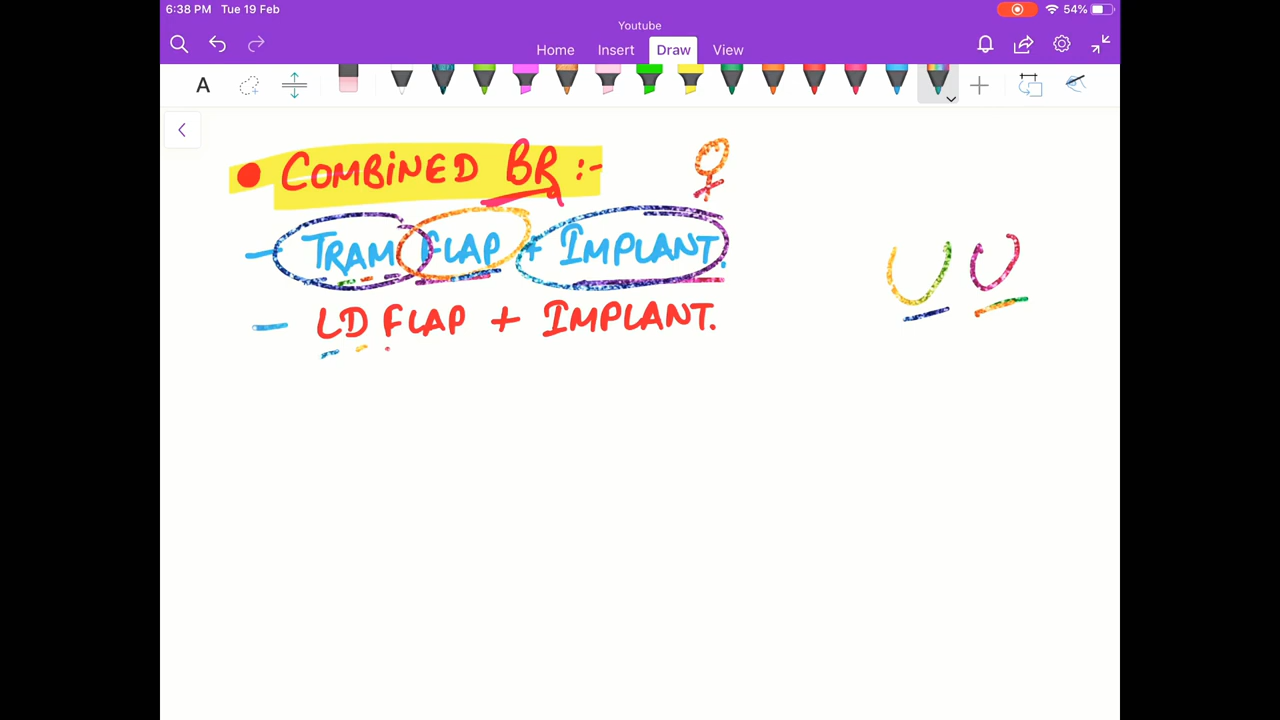 6:38 PM Tue 19 Feb 54%
Youtube
Home Insert Draw View
A
• COMBINED BR :-
- TRAM FLAP + IMPLANT.
- LD FLAP + IMPLANT.